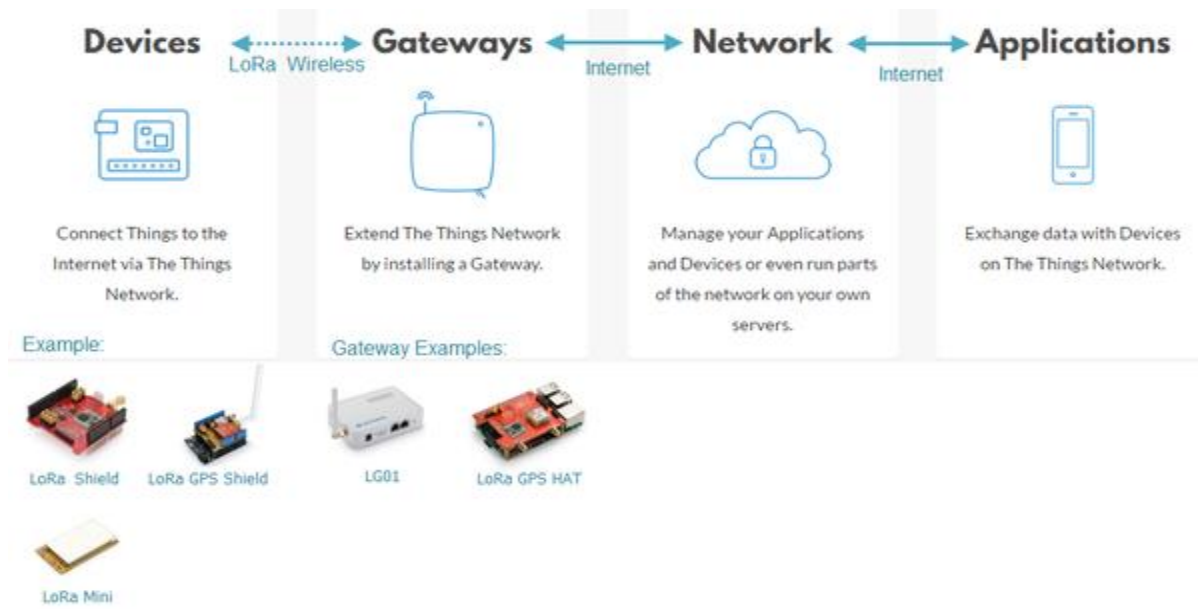 Devices
Gateways
Network
Applications
LoRa Wireless
Internet
Internet
Connect Things to the
Internet via The Things
Network.
Extend The Things Network
by installing a Gateway.
Manage your Applications
and Devices or even run parts
of the network on your own
servers.
Exchange data with Devices
on The Things Network.
Example:
Gateway Examples:
LoRa Shield
LoRa GPS Shield
LG01
LoRa GPS HAT
LoRa Mini